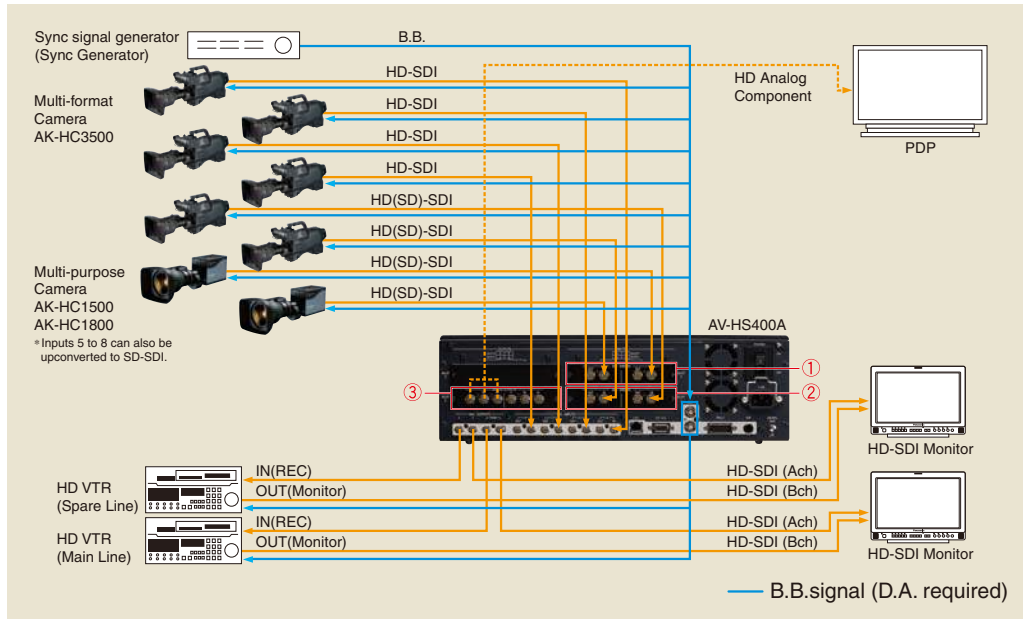 Sync signal generator
(Sync Generator)
B.B.
HD-SDI
HD Analog
Component
Multi-format
Camera
AK-HC3500
HD-SDI
HD-SDI
PDP
HD-SDI
HD(SD)-SDI
HD(SD)-SDI
HD(SD)-SDI
Multi-purpose
Camera
AK-HC1500
AK-HC1800
*Inputs 5 to 8 can also be
upconverted to SD-SDI.
HD(SD)-SDI
AV-HS400A
①
②
③
HD-SDI Monitor
IN(REC)
HD-SDI (Ach)
HD VTR
(Spare Line)
OUT(Monitor)
HD-SDI (Bch)
IN(REC)
HD-SDI (Ach)
HD VTR
(Main Line)
OUT(Monitor)
HD-SDI (Bch)
HD-SDI Monitor
B.B.signal (D.A. required)